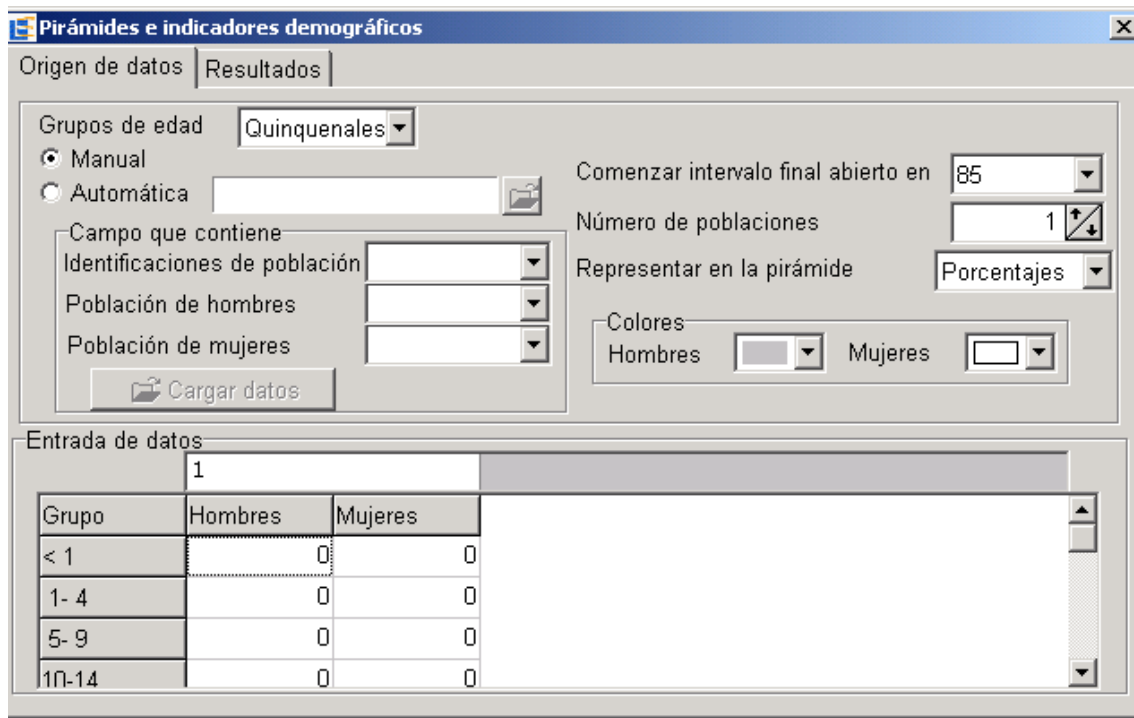 Pirámides e indicadores demográficos
Origen de datos
Resultados
Grupos de edad
Quinquenales
Manual
Automática
Campo que contiene
Identificaciones de población
Población de hombres
Población de mujeres
Cargar datos
Comenzar intervalo final abierto en
85
Número de poblaciones
1
Representar en la pirámide
Porcentajes
Colores
Hombres
Mujeres
Entrada de datos
1
Grupo Hombres Mujeres
< 1 0 0
1- 4 0 0
5- 9 0 0
10-14 0 0